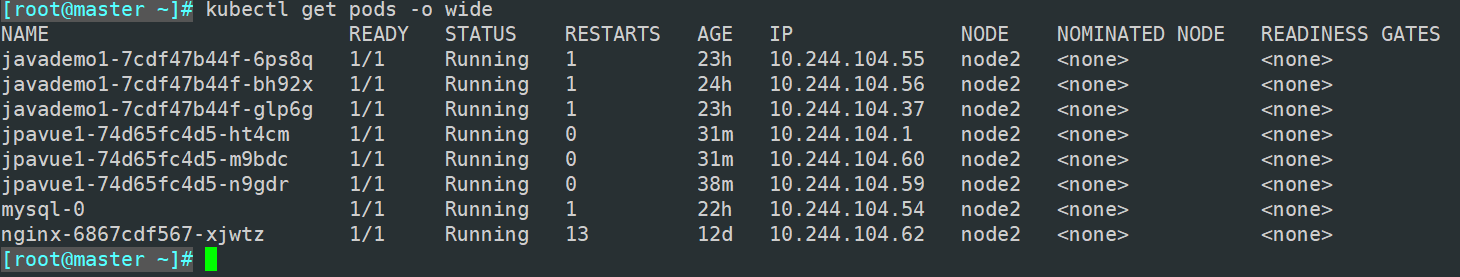 [root@master ~]# kubectl get pods -o wide
NAME                         READY   STATUS    RESTARTS   AGE   IP              NODE    NOMINATED NODE   READINESS GATES
javademo1-7cdf47b44f-6ps8q   1/1     Running   1          23h   10.244.104.55   node2   <none>           <none>
javademo1-7cdf47b44f-bh92x   1/1     Running   1          24h   10.244.104.56   node2   <none>           <none>
javademo1-7cdf47b44f-glp6g   1/1     Running   1          23h   10.244.104.37   node2   <none>           <none>
jpavue1-74d65fc4d5-ht4cm     1/1     Running   0          31m   10.244.104.1    node2   <none>           <none>
jpavue1-74d65fc4d5-m9bdc     1/1     Running   0          31m   10.244.104.60   node2   <none>           <none>
jpavue1-74d65fc4d5-n9gdr     1/1     Running   0          38m   10.244.104.59   node2   <none>           <none>
mysql-0                      1/1     Running   1          22h   10.244.104.54   node2   <none>           <none>
nginx-6867cdf567-xjwtz       1/1     Running   13         12d   10.244.104.62   node2   <none>           <none>
[root@master ~]#